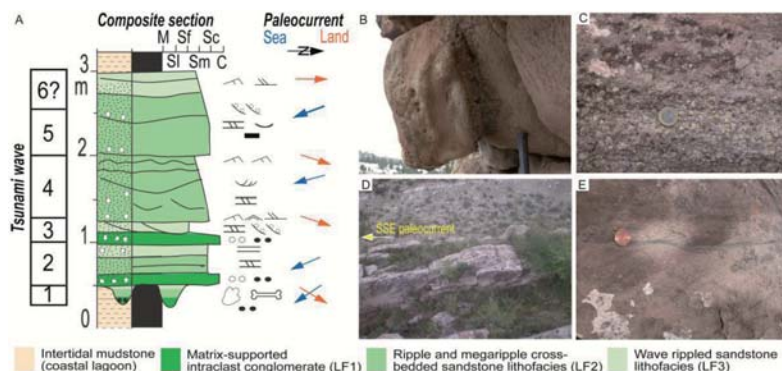 A
Composite section
Paleocurrent
M Sf Sc
Sl Sm C
Sea
Land
N
3
m
2
1
0
Tsunami wave
6?
5
4
3
2
1
B
C
D
SSE paleocurrent
E
Intertidal mudstone
(coastal lagoon)
Matrix-supported
intraclast conglomerate (LF1)
Ripple and megaripple cross-
bedded sandstone lithofacies (LF2)
Wave rippled sandstone
lithofacies (LF3)